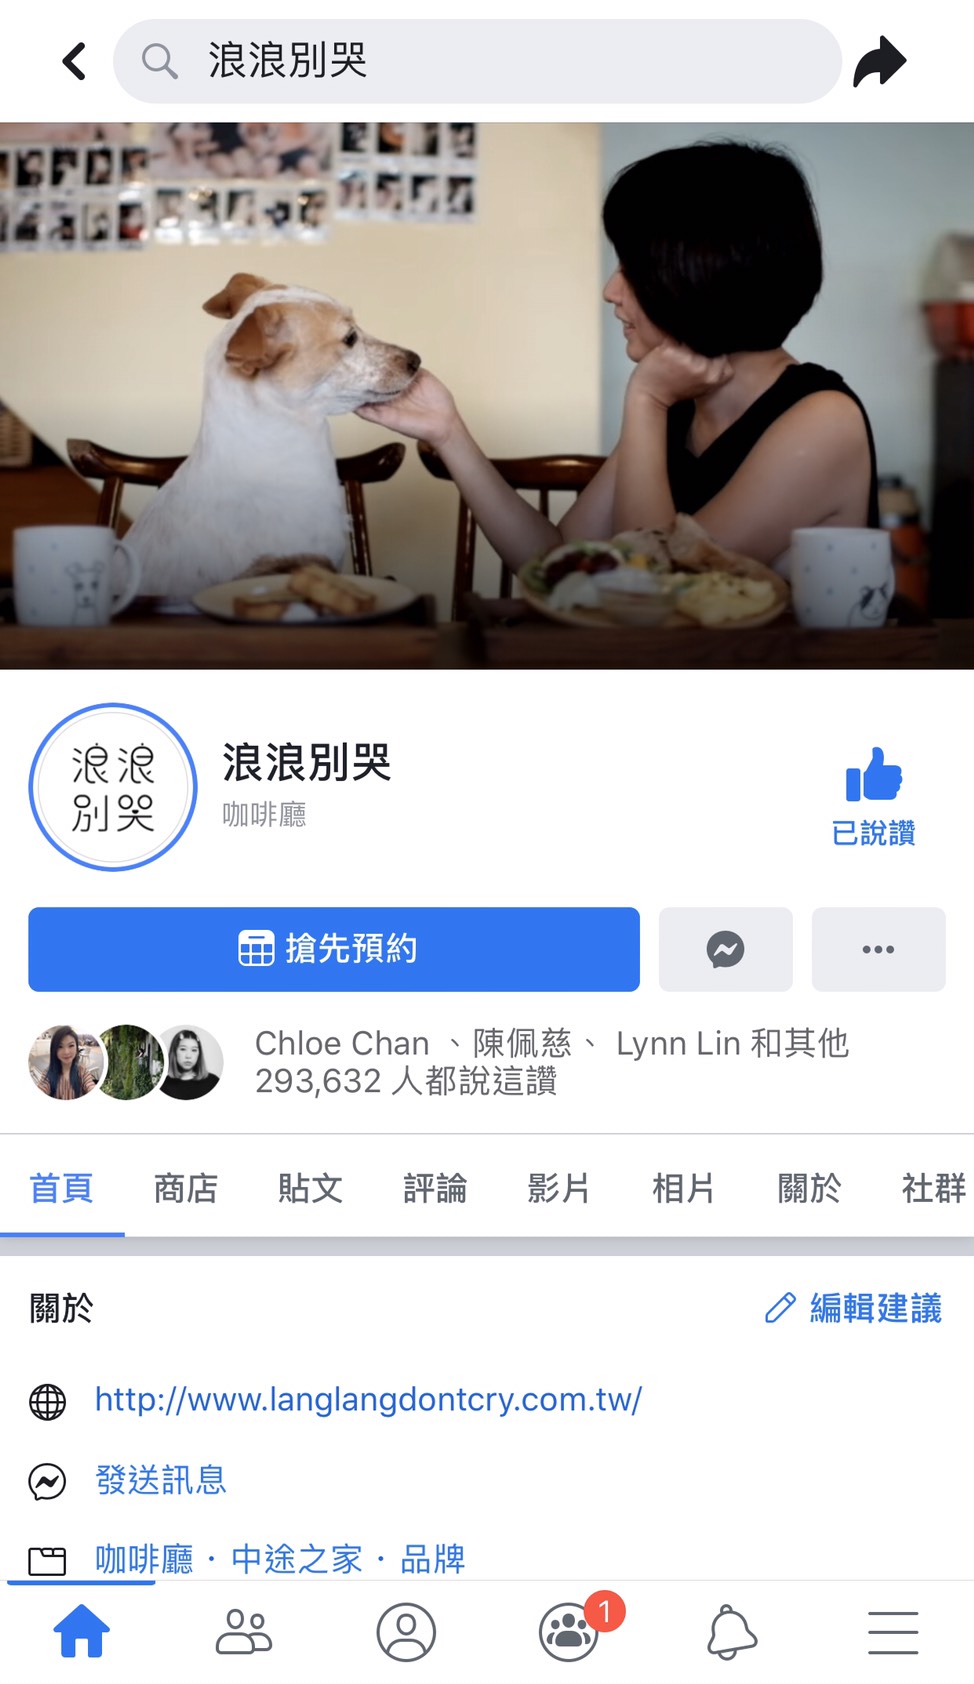 浪浪別哭
浪浪
別哭
浪浪別哭
咖啡廳
已說讚
搶先預約
Chloe Chan 、陳佩慈、 Lynn Lin 和其他
293,632 人都說這讚
首頁 商店 貼文 評論 影片 相片 關於 社群
關於
編輯建議
http://www.langlangdontcry.com.tw/
發送訊息
咖啡廳・中途之家・品牌
1